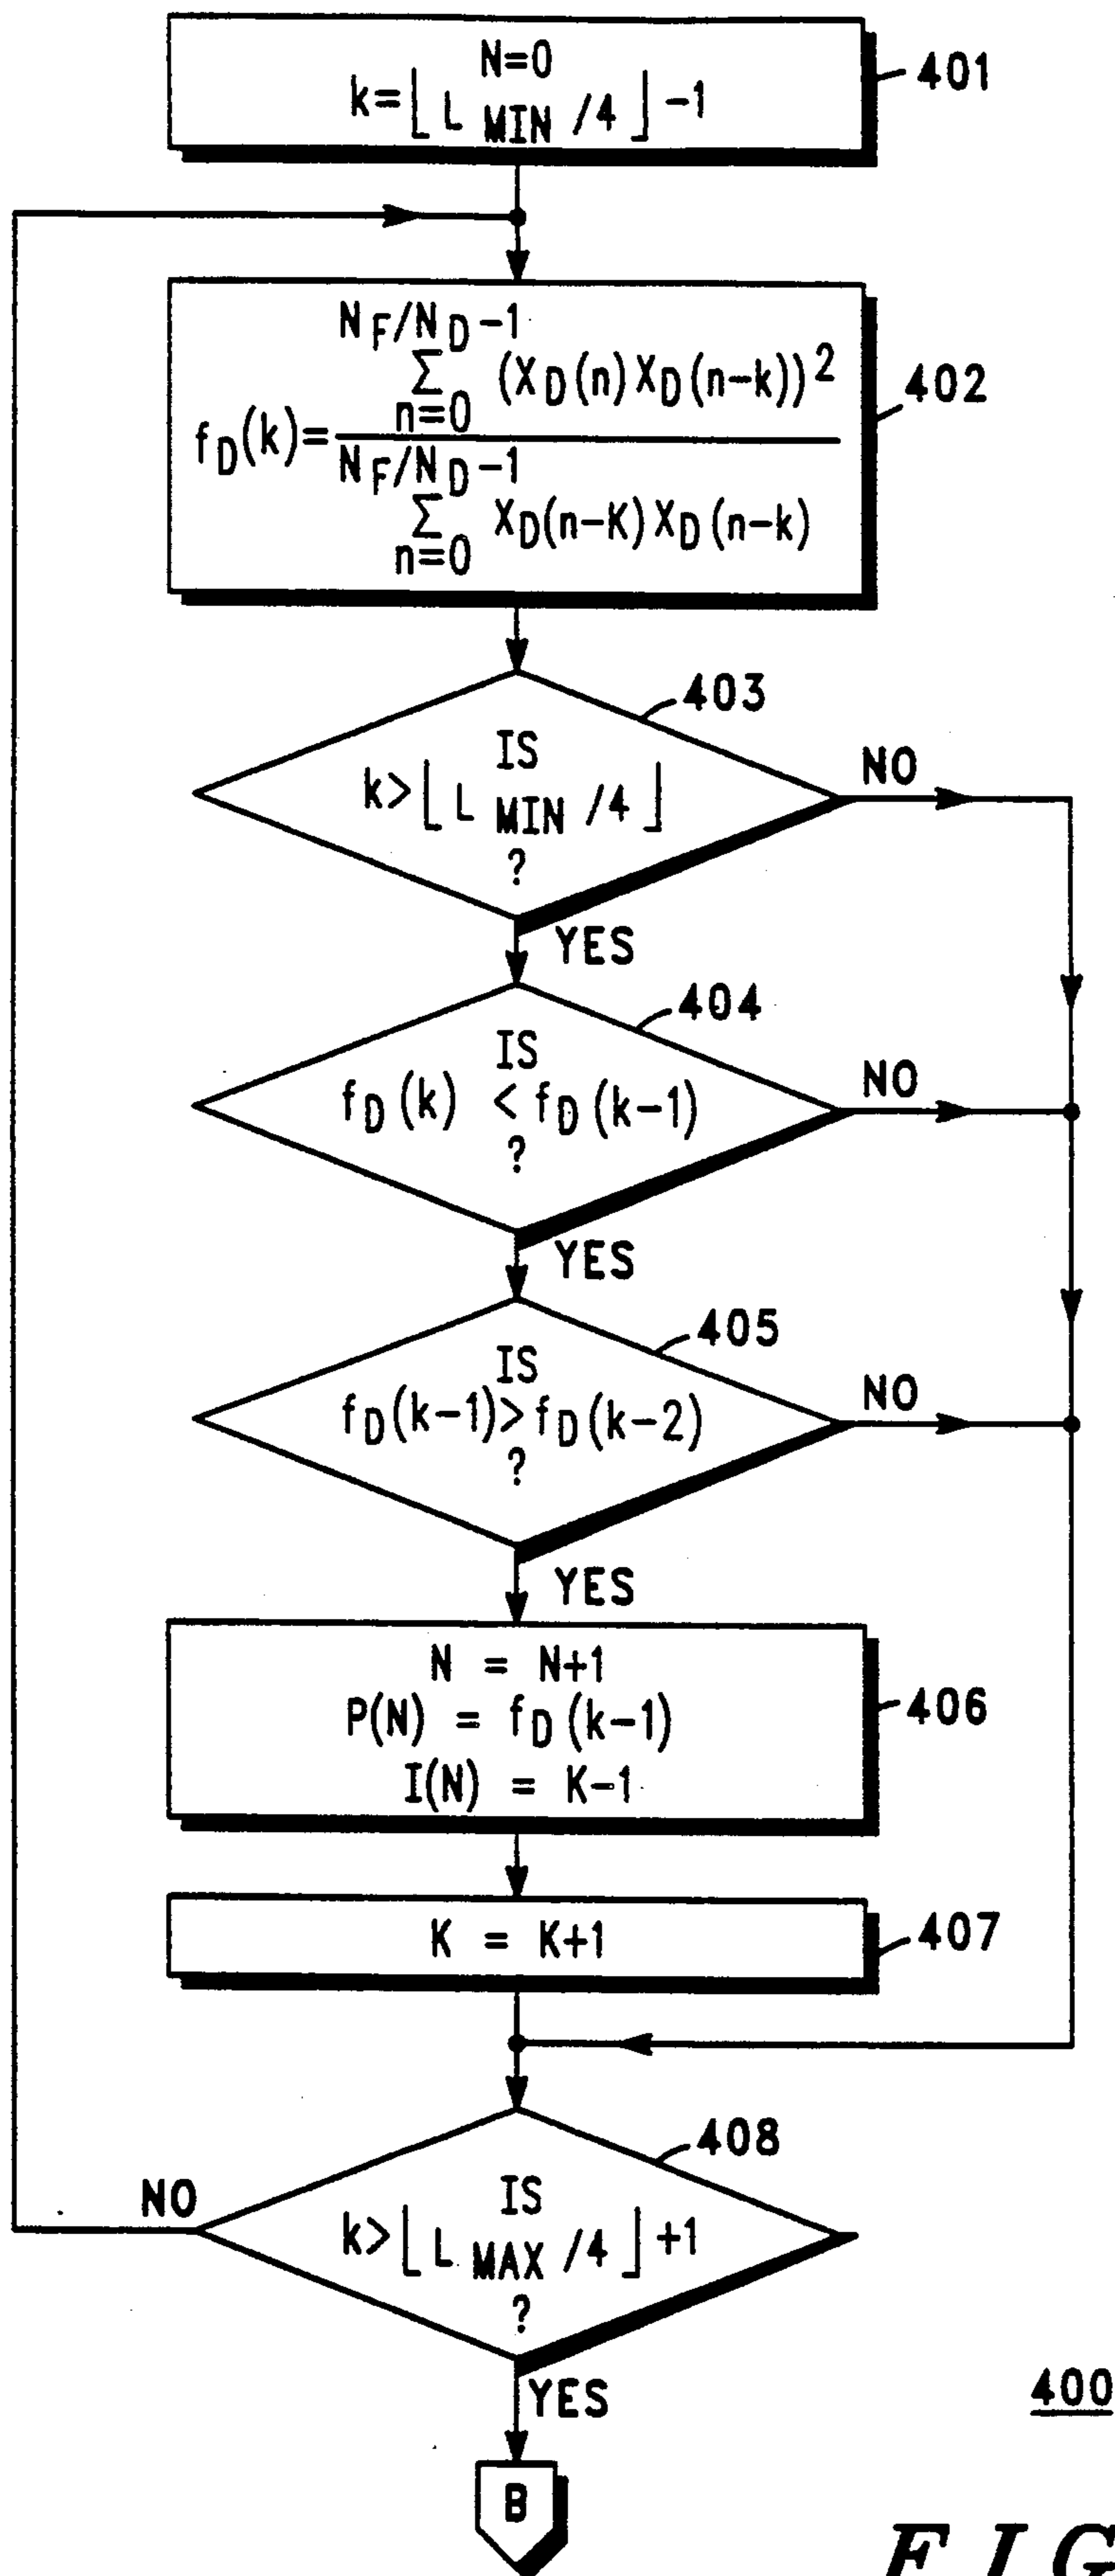 N=0
k=⌊ L MIN /4 ⌋ -1
401
N F/N D -1
Σ (X D (n) X D (n-k)) 2
n=0
402
f D (k)=
N F/N D -1
Σ X D (n-K) X D (n-k)
n=0
403
IS
k>⌊ L MIN /4 ⌋
?
NO
YES
404
IS
f D (k) < f D (k-1)
?
NO
YES
405
IS
f D (k-1)> f D (k-2)
?
NO
YES
N = N+1
P(N) = f D (k-1)
I(N) = K-1
406
K = K+1
407
408
NO
IS
k>⌊ L MAX /4 ⌋ +1
?
YES
400
B
FIG